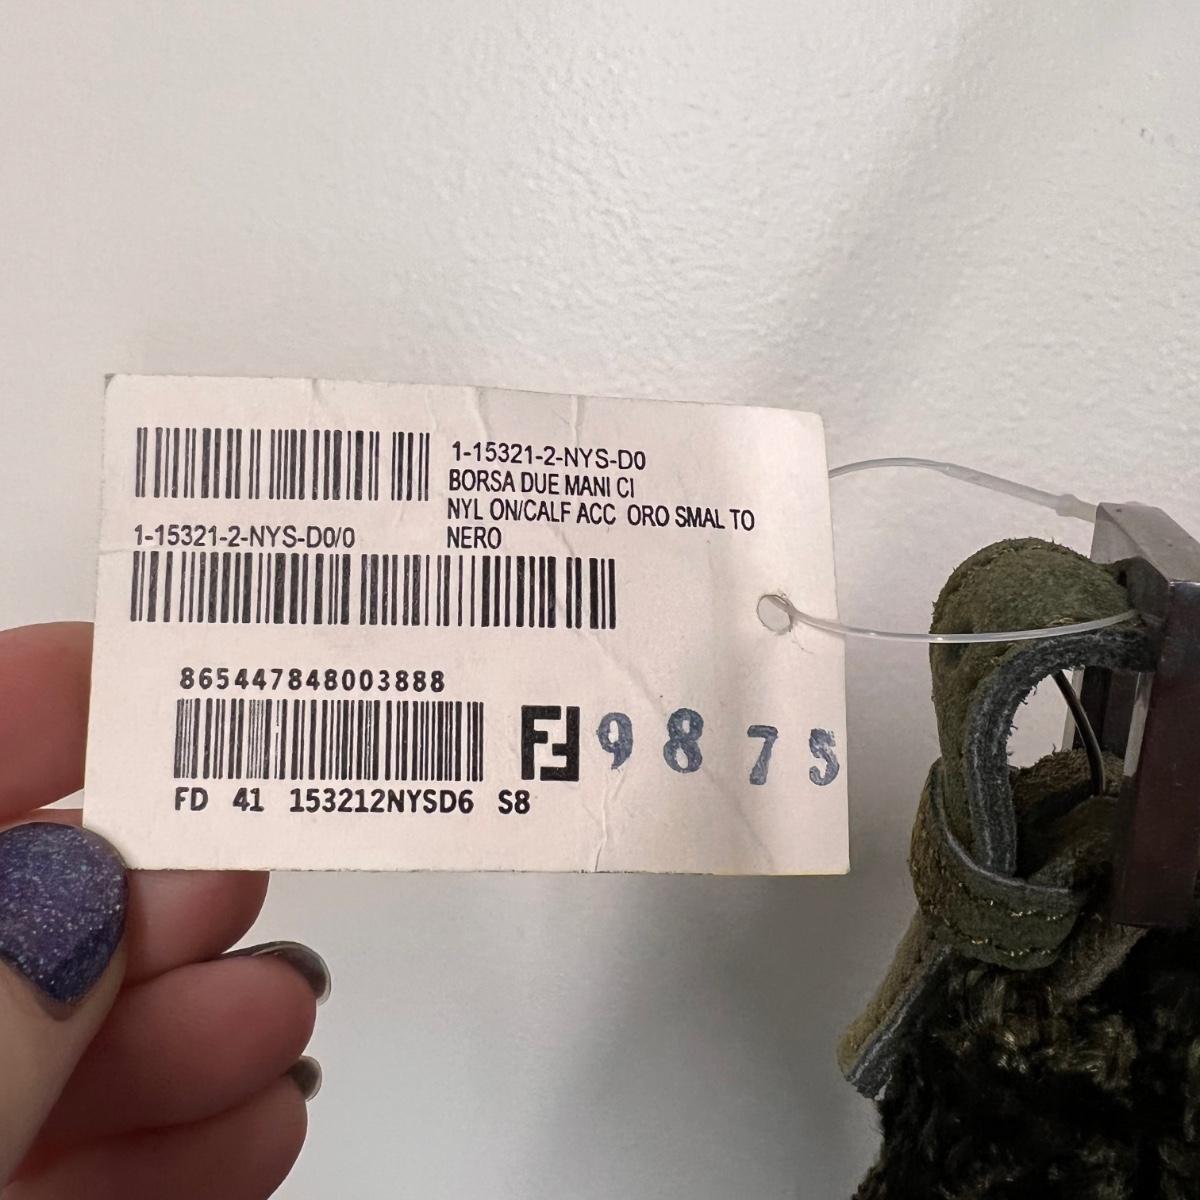 1-15321-2-NYS-D0
BORSA DUE MANI CI
NYL ON/CALF ACC ORO SMAL TO
NERO
1-15321-2-NYS-D0/0
865447848003888
FF 9875
FD 41 153212NYSD6 S8